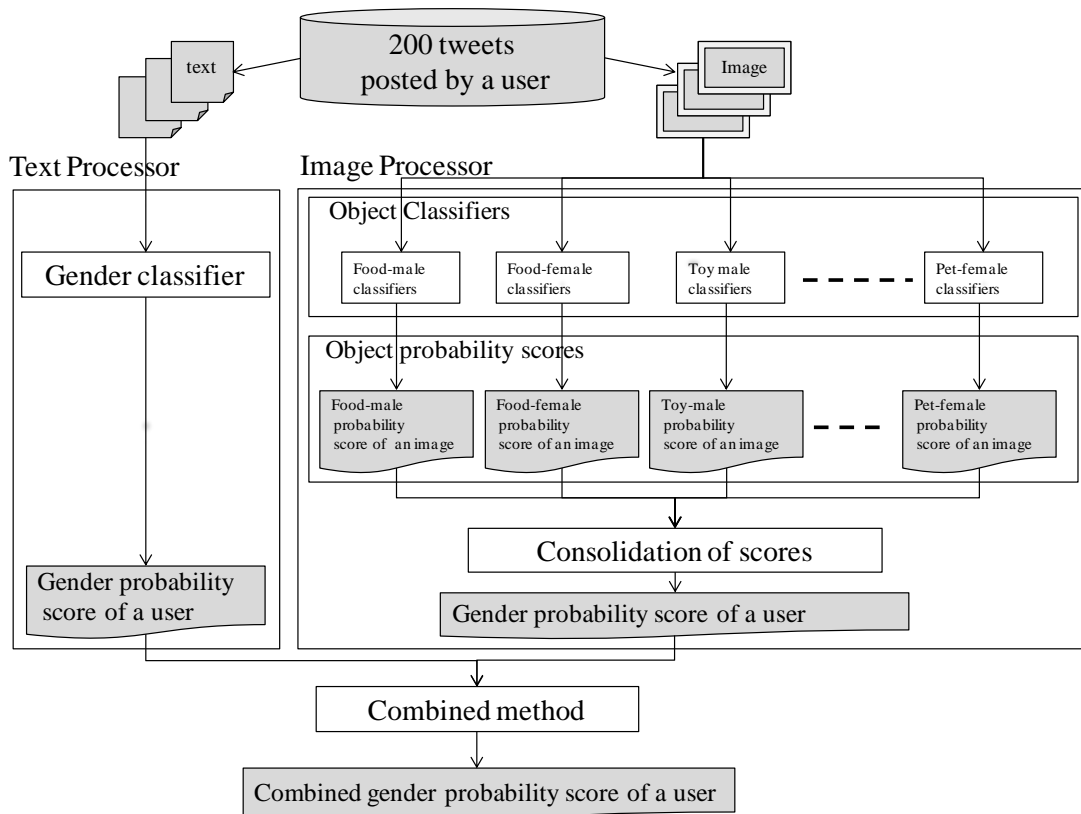 200 tweets
posted by a user
text
Image
Text Processor
Image Processor
Object Classifiers
Gender classifier
Food-male
classifiers
Food-female
classifiers
Toy male
classifiers
Pet-female
classifiers
Object probability scores
Food-male
probability
score of an image
Food-female
probability
score of an image
Toy-male
probability
score of an image
Pet-female
probability
score of an image
Consolidation of scores
Gender probability
score of a user
Gender probability score of a user
Combined method
Combined gender probability score of a user